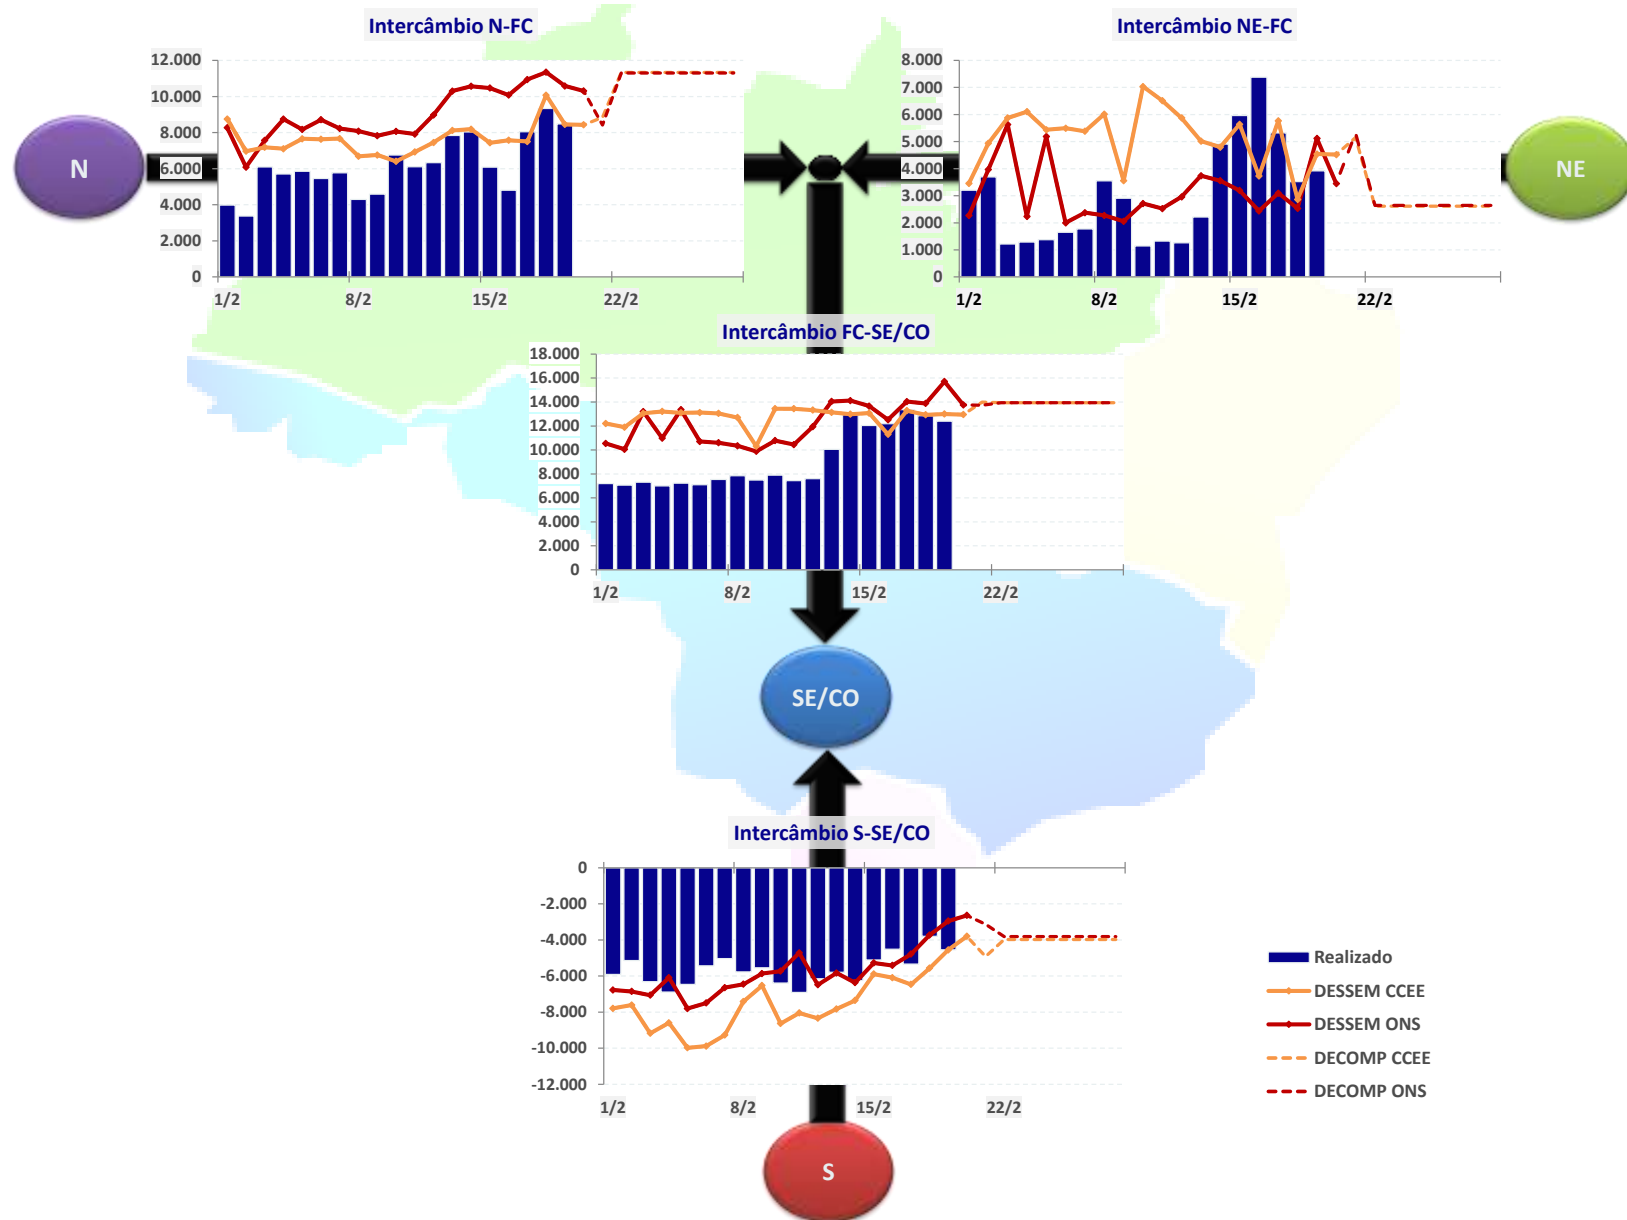 Intercâmbio N-FC
12.000
10.000
8.000
6.000
4.000
2.000
0
1/2 8/2 15/2 22/2
Intercâmbio NE-FC
8.000
7.000
6.000
5.000
4.000
3.000
2.000
1.000
0
1/2 8/2 15/2 22/2
N
NE
Intercâmbio FC-SE/CO
18.000
16.000
14.000
12.000
10.000
8.000
6.000
4.000
2.000
0
1/2 8/2 15/2 22/2
SE/CO
Intercâmbio S-SE/CO
0
-2.000
-4.000
-6.000
-8.000
-10.000
-12.000
1/2 8/2 15/2 22/2
Realizado
DESSEM CCEE
DESSEM ONS
DECOMP CCEE
DECOMP ONS
S